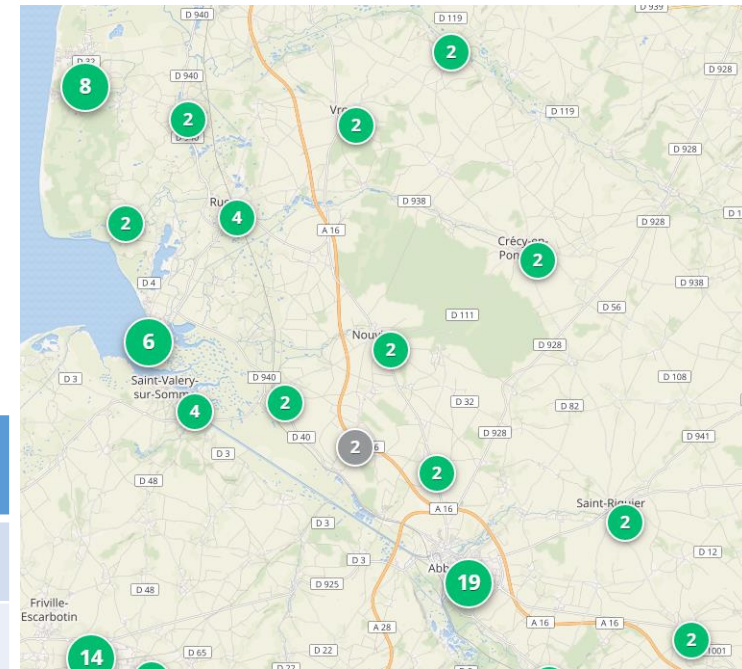 D 940
D 119
D 939
2
D 32
8
D 940
D 928
2
2
D 119
D 928
D 938
2
4
D 928
A 16
Crécy-en-
2
D 4
D 938
D 56
D 111
6
2
D 928
Saint-Valery-
D 3
D 940
D 108
2
D 32
D 82
4
D 40
D 928
D 941
2
D 3
2
D 48
A 16
Saint-Riquier
D 3
2
D 12
D 3
19
D 48
D 925
Friville-
Escarbotin
A 28
A 16
A 16
2
14
D 65
D 22
D 22